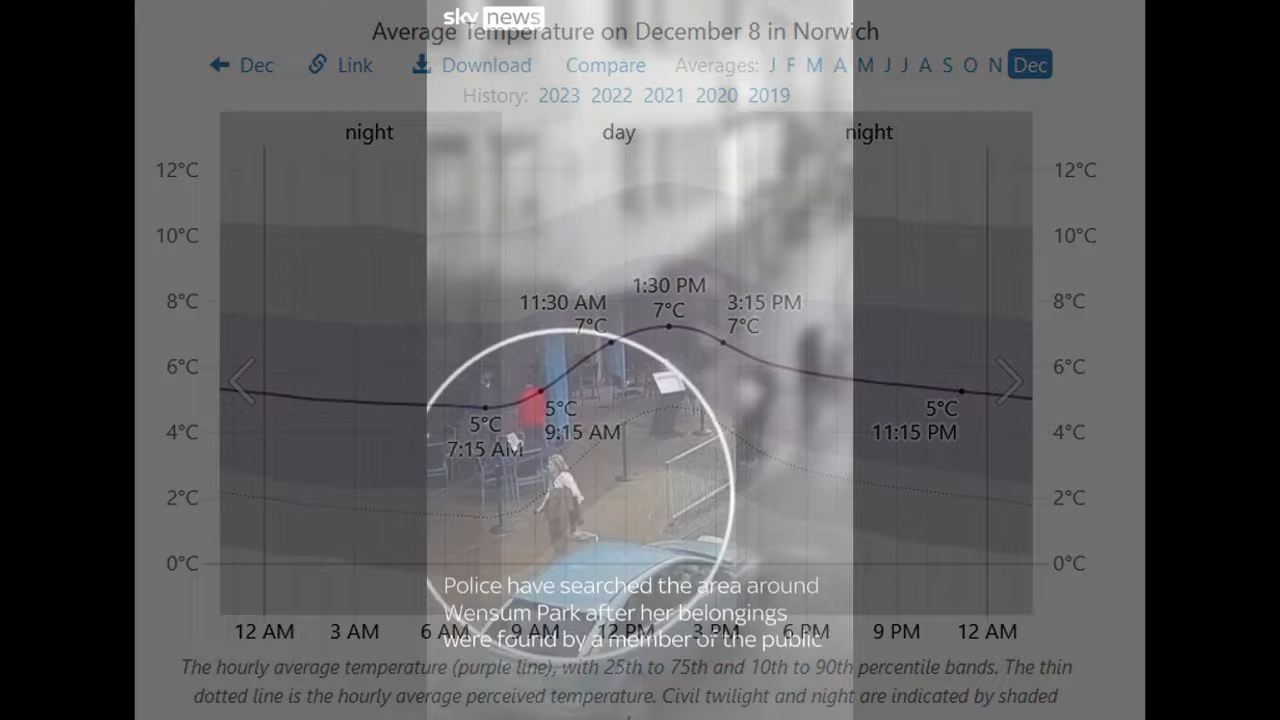 sky news
Average Temperature on December 8 in Norwich
Dec Link Download Compare Averages: J F M A M J J A S O N Dec
History: 2023 2022 2021 2020 2019
night day night
12°C 12°C
10°C 10°C
8°C 8°C
6°C 6°C
4°C 4°C
2°C 2°C
0°C 0°C
1:30 PM
7°C
11:30 AM
7°C
3:15 PM
7°C
5°C
7:15 AM
5°C
9:15 AM
5°C
11:15 PM
Police have searched the area around
Wensum Park after her belongings
were found by a member of the public
12 AM 3 AM 6 AM 9 AM 12 PM 3 PM 6 PM 9 PM 12 AM
The hourly average temperature (purple line), with 25th to 75th and 10th to 90th percentile bands. The thin
dotted line is the hourly average perceived temperature. Civil twilight and night are indicated by shaded